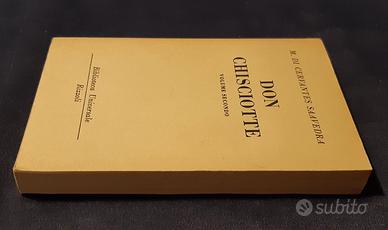 M. DI CERVANTES SAAVEDRA
DON
CHISCIOTTE
VOLUME SECONDO
Biblioteca Universale
Rizzoli
subito